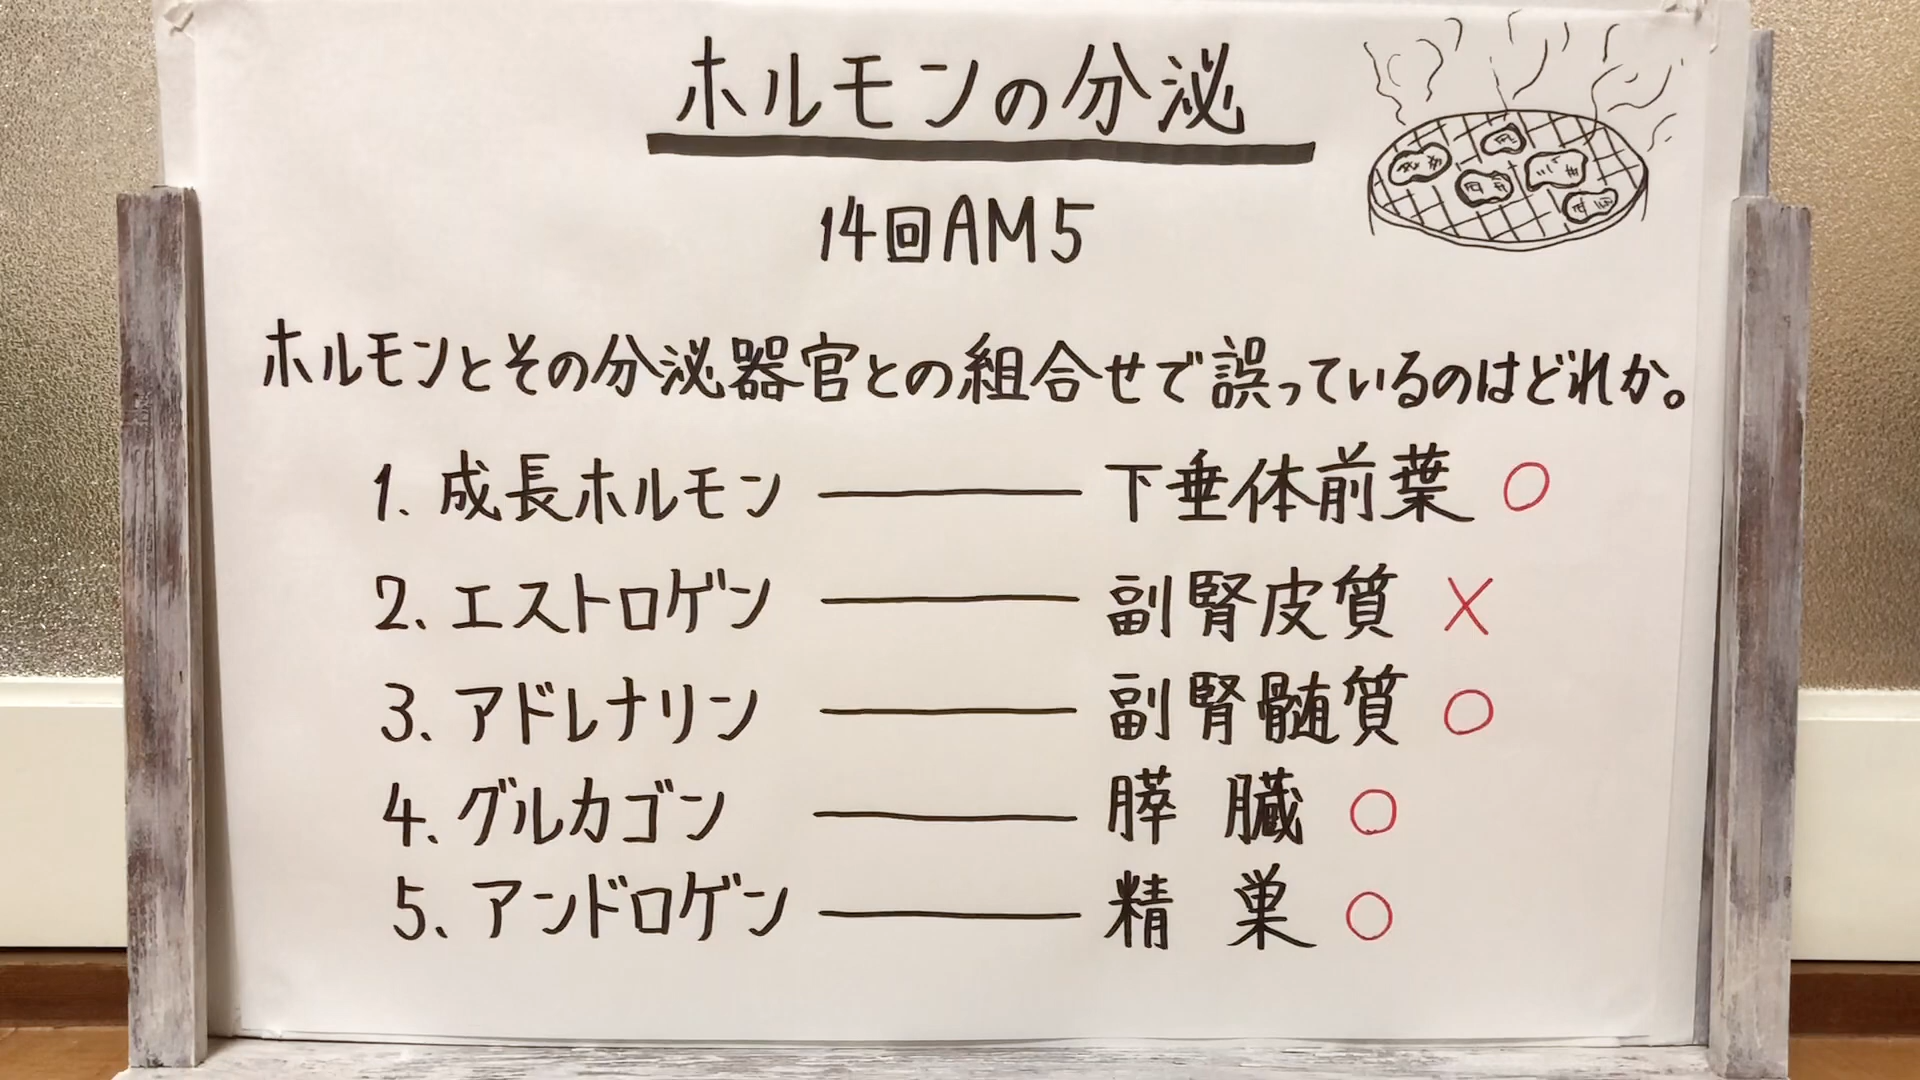 ホルモンの分泌
14回AM5
ホルモンとその分泌器官との組合せで誤っているのはどれか。
1. 成長ホルモン ―― 下垂体前葉 ○
2. エストロゲン ―― 副腎皮質 ×
3. アドレナリン ―― 副腎髄質 ○
4. グルカゴン ―― 膵 臓 ○
5. アンドロゲン ―― 精 巣 ○